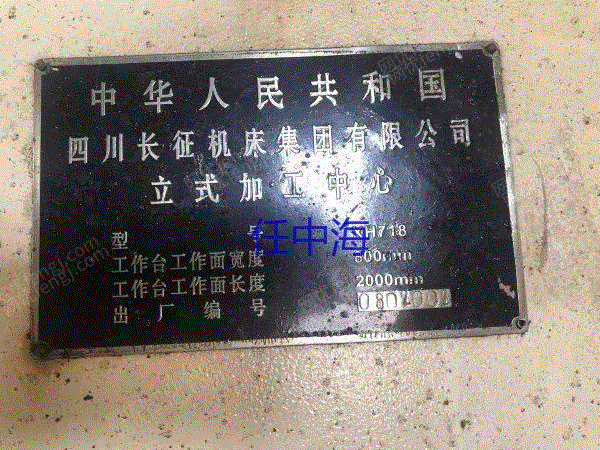 中华人民共和国
四川长征机床集团有限公司
立式加工中心
任中海
型 号 H718
工作台工作面宽度 800mm
工作台工作面长度 2000mm
出厂编号